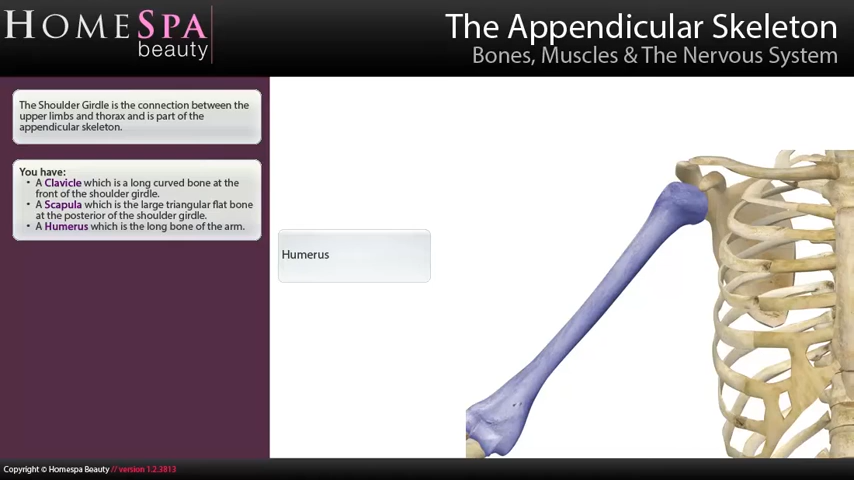 HOMESPA
beauty
The Appendicular Skeleton
Bones, Muscles & The Nervous System
The Shoulder Girdle is the connection between the
upper limbs and thorax and is part of the
appendicular skeleton.
You have:
• A Clavicle which is a long curved bone at the
front of the shoulder girdle.
• A Scapula which is the large triangular flat bone
at the posterior of the shoulder girdle.
• A Humerus which is the long bone of the arm.
Humerus
Copyright © Homespa Beauty // version 1.2.3813